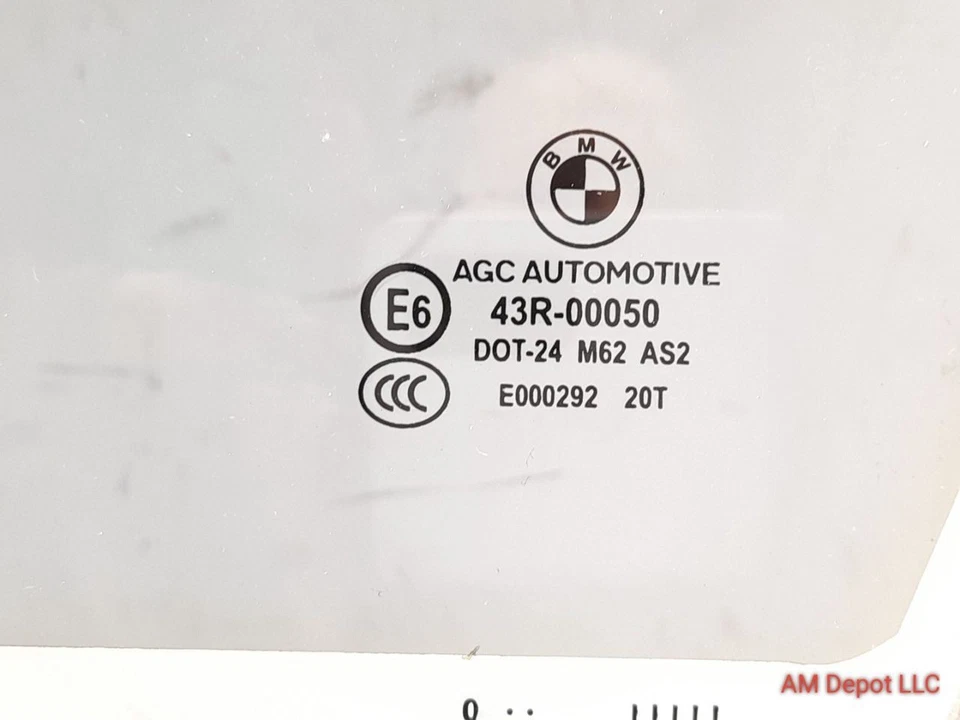 BMW
AGC AUTOMOTIVE
E6
43R-00050
DOT-24 M62 AS2
CCC
E000292 20T
AM Depot LLC